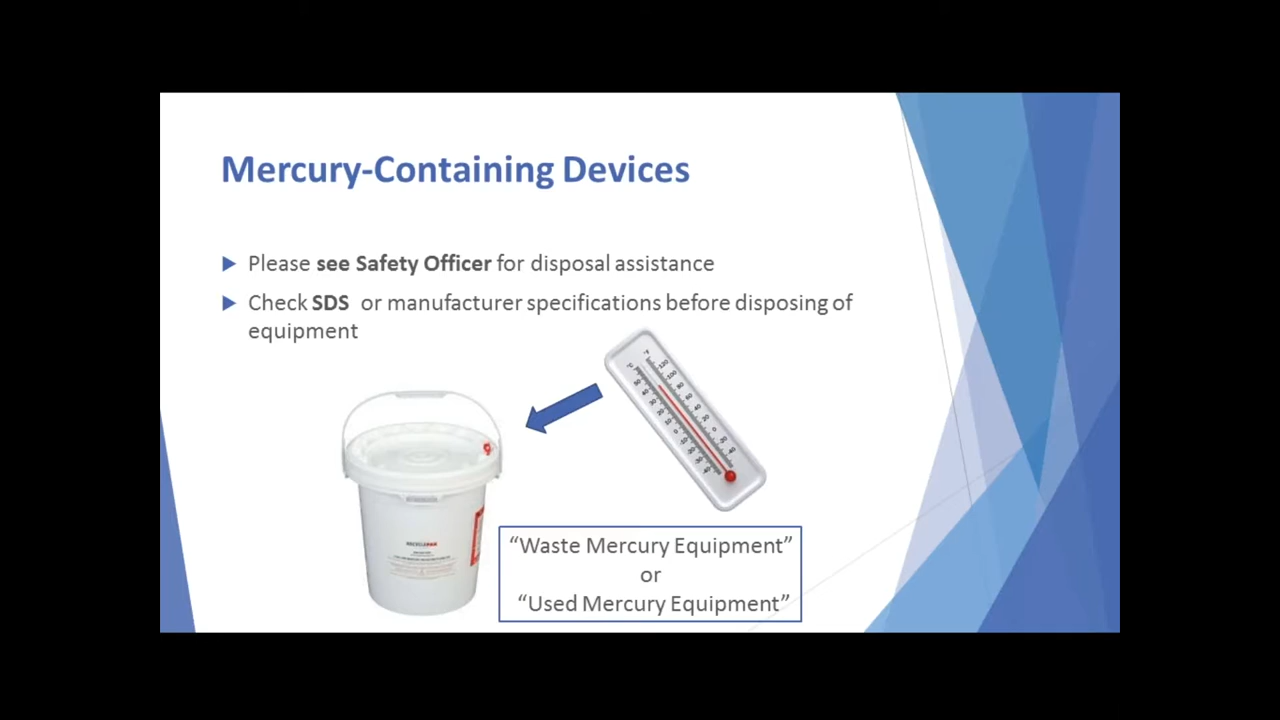 Mercury-Containing Devices
Please see Safety Officer for disposal assistance
Check SDS or manufacturer specifications before disposing of
equipment
“Waste Mercury Equipment”
or
“Used Mercury Equipment”